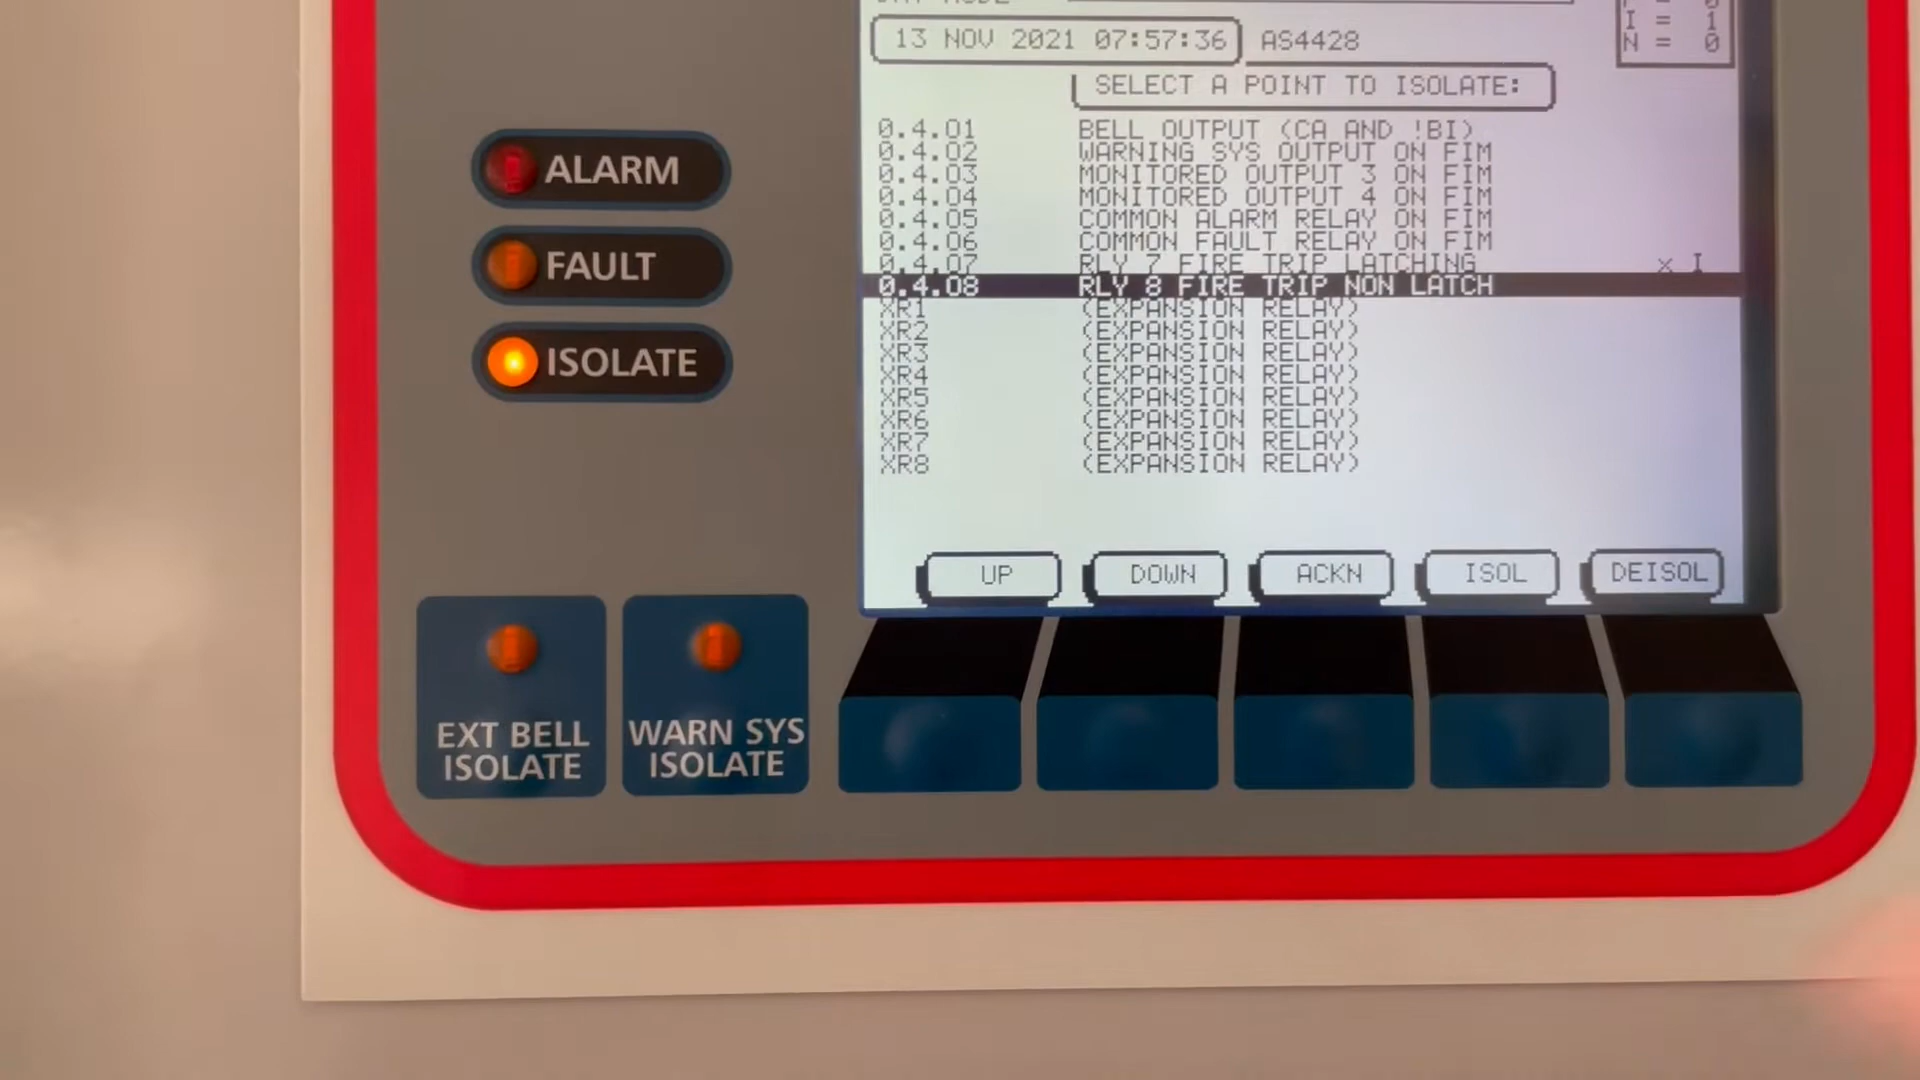 13 NOV 2021 07:57:36 AS4428
I = 1
N = 0
SELECT A POINT TO ISOLATE:
0.4.01 BELL OUTPUT (CA AND !BI)
0.4.02 WARNING SYS OUTPUT ON FIM
0.4.03 MONITORED OUTPUT 3 ON FIM
0.4.04 MONITORED OUTPUT 4 ON FIM
0.4.05 COMMON ALARM RELAY ON FIM
0.4.06 COMMON FAULT RELAY ON FIM
0.4.07 RLY 7 FIRE TRIP LATCHING x I
0.4.08 RLY 8 FIRE TRIP NON LATCH
XR1 (EXPANSION RELAY)
XR2 (EXPANSION RELAY)
XR3 (EXPANSION RELAY)
XR4 (EXPANSION RELAY)
XR5 (EXPANSION RELAY)
XR6 (EXPANSION RELAY)
XR7 (EXPANSION RELAY)
XR8 (EXPANSION RELAY)
UP DOWN ACKN ISOL DEISOL
ALARM
FAULT
ISOLATE
EXT BELL
ISOLATE
WARN SYS
ISOLATE